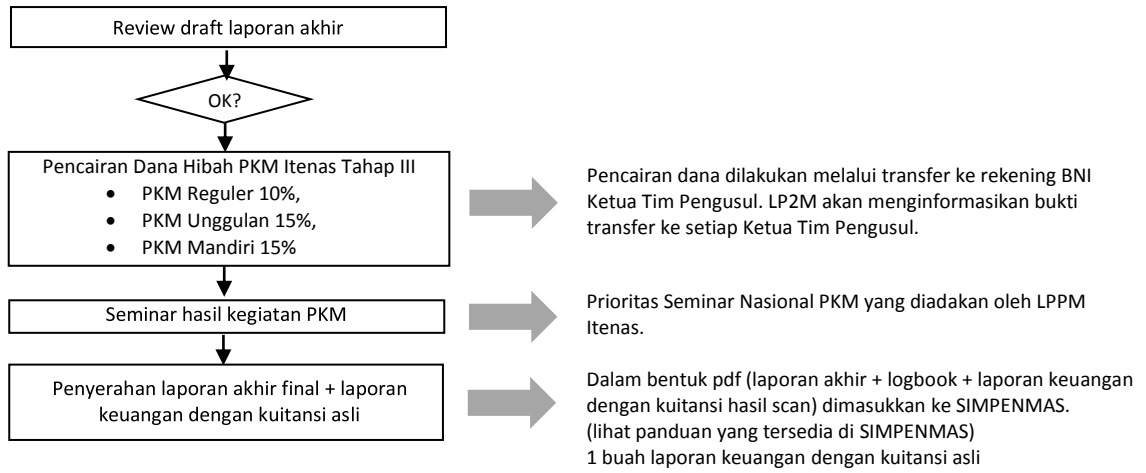 Review draft laporan akhir
OK?
Pencairan Dana Hibah PKM Itenas Tahap III
• PKM Reguler 10%,
• PKM Unggulan 15%,
• PKM Mandiri 15%
Pencairan dana dilakukan melalui transfer ke rekening BNI
Ketua Tim Pengusul. LP2M akan menginformasikan bukti
transfer ke setiap Ketua Tim Pengusul.
Seminar hasil kegiatan PKM
Prioritas Seminar Nasional PKM yang diadakan oleh LPPM
Itenas.
Penyerahan laporan akhir final + laporan
keuangan dengan kuitansi asli
Dalam bentuk pdf (laporan akhir + logbook + laporan keuangan
dengan kuitansi hasil scan) dimasukkan ke SIMPENMAS.
(lihat panduan yang tersedia di SIMPENMAS)
1 buah laporan keuangan dengan kuitansi asli